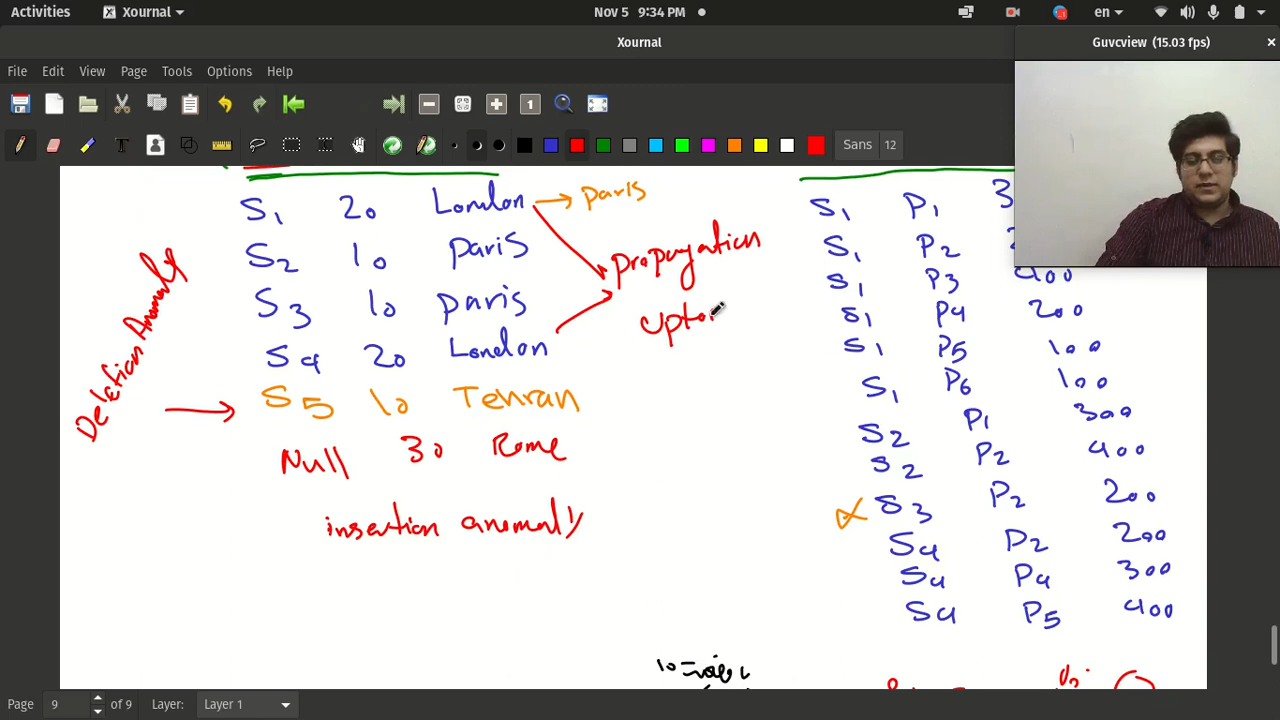 Activities
Xournal
Nov 5 9:34 PM
en
Xournal
Guvcview (15.03 fps)
File Edit View Page Tools Options Help
1
T
Sans 12
S1 20 London → Paris
S2 10 Paris
S3 10 Paris
S4 20 London
S5 10 Tehran
Null 30 Rome
insertion anomaly
Deletion Anomaly
propagation
S1 P1 3
S1 P2
S1 P3 400
S1 P4 200
S1 P5 100
S1 P6 100
S2 P1 300
S2 P2 400
S3 P2 200
S4 P2 200
S4 P4 300
S4 P5 400
Page 9 of 9 Layer: Layer 1